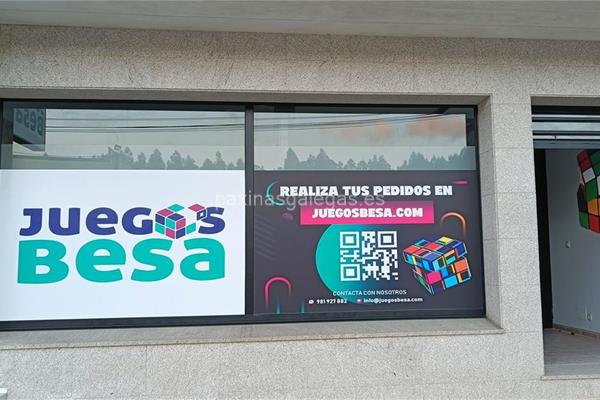 JUEGOS
BESA
REALIZA TUS PEDIDOS EN
JUEGOSBESA.COM
CONTACTA CON NOSOTROS
981 927 882 info@juegosbesa.com
paxinasgalegas.es